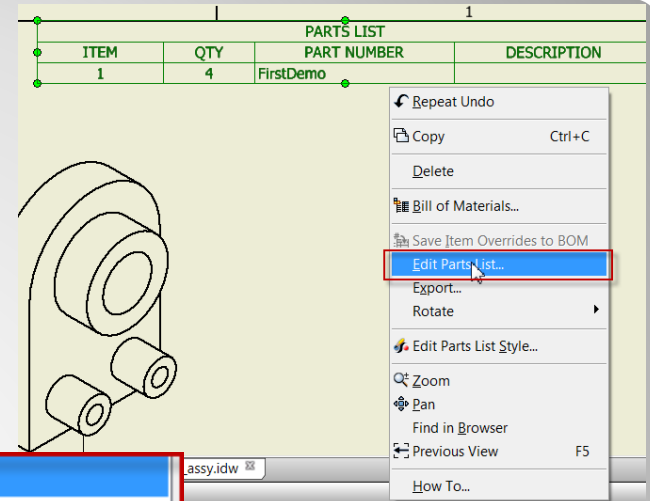 1
PARTS LIST
ITEM QTY PART NUMBER DESCRIPTION
1 4 FirstDemo
Repeat Undo
Copy Ctrl+C
Delete
Bill of Materials...
Save Item Overrides to BOM
Edit Parts List...
Export...
Rotate
Edit Parts List Style...
Zoom
Pan
Find in Browser
Previous View F5
How To...
_assy.idw